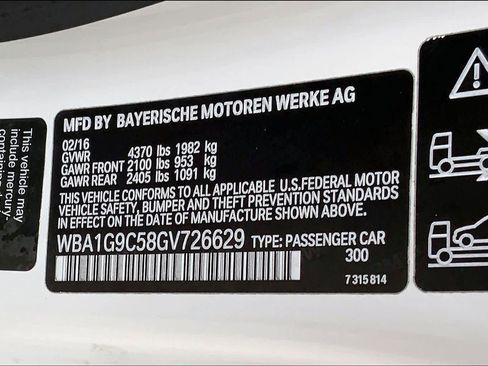 This vehicle may
include mercury-
MFD BY BAYERISCHE MOTOREN WERKE AG
02/16
GVWR 4370 lbs 1982 kg
GAWR FRONT 2100 lbs 953 kg
GAWR REAR 2405 lbs 1091 kg
THIS VEHICLE CONFORMS TO ALL APPLICABLE U.S.FEDERAL MOTOR
VEHICLE SAFETY, BUMPER AND THEFT PREVENTION STANDARDS
IN EFFECT ON THE DATE OF MANUFACTURE SHOWN ABOVE.
WBA1G9C58GV726629 TYPE: PASSENGER CAR
300
7 315 814